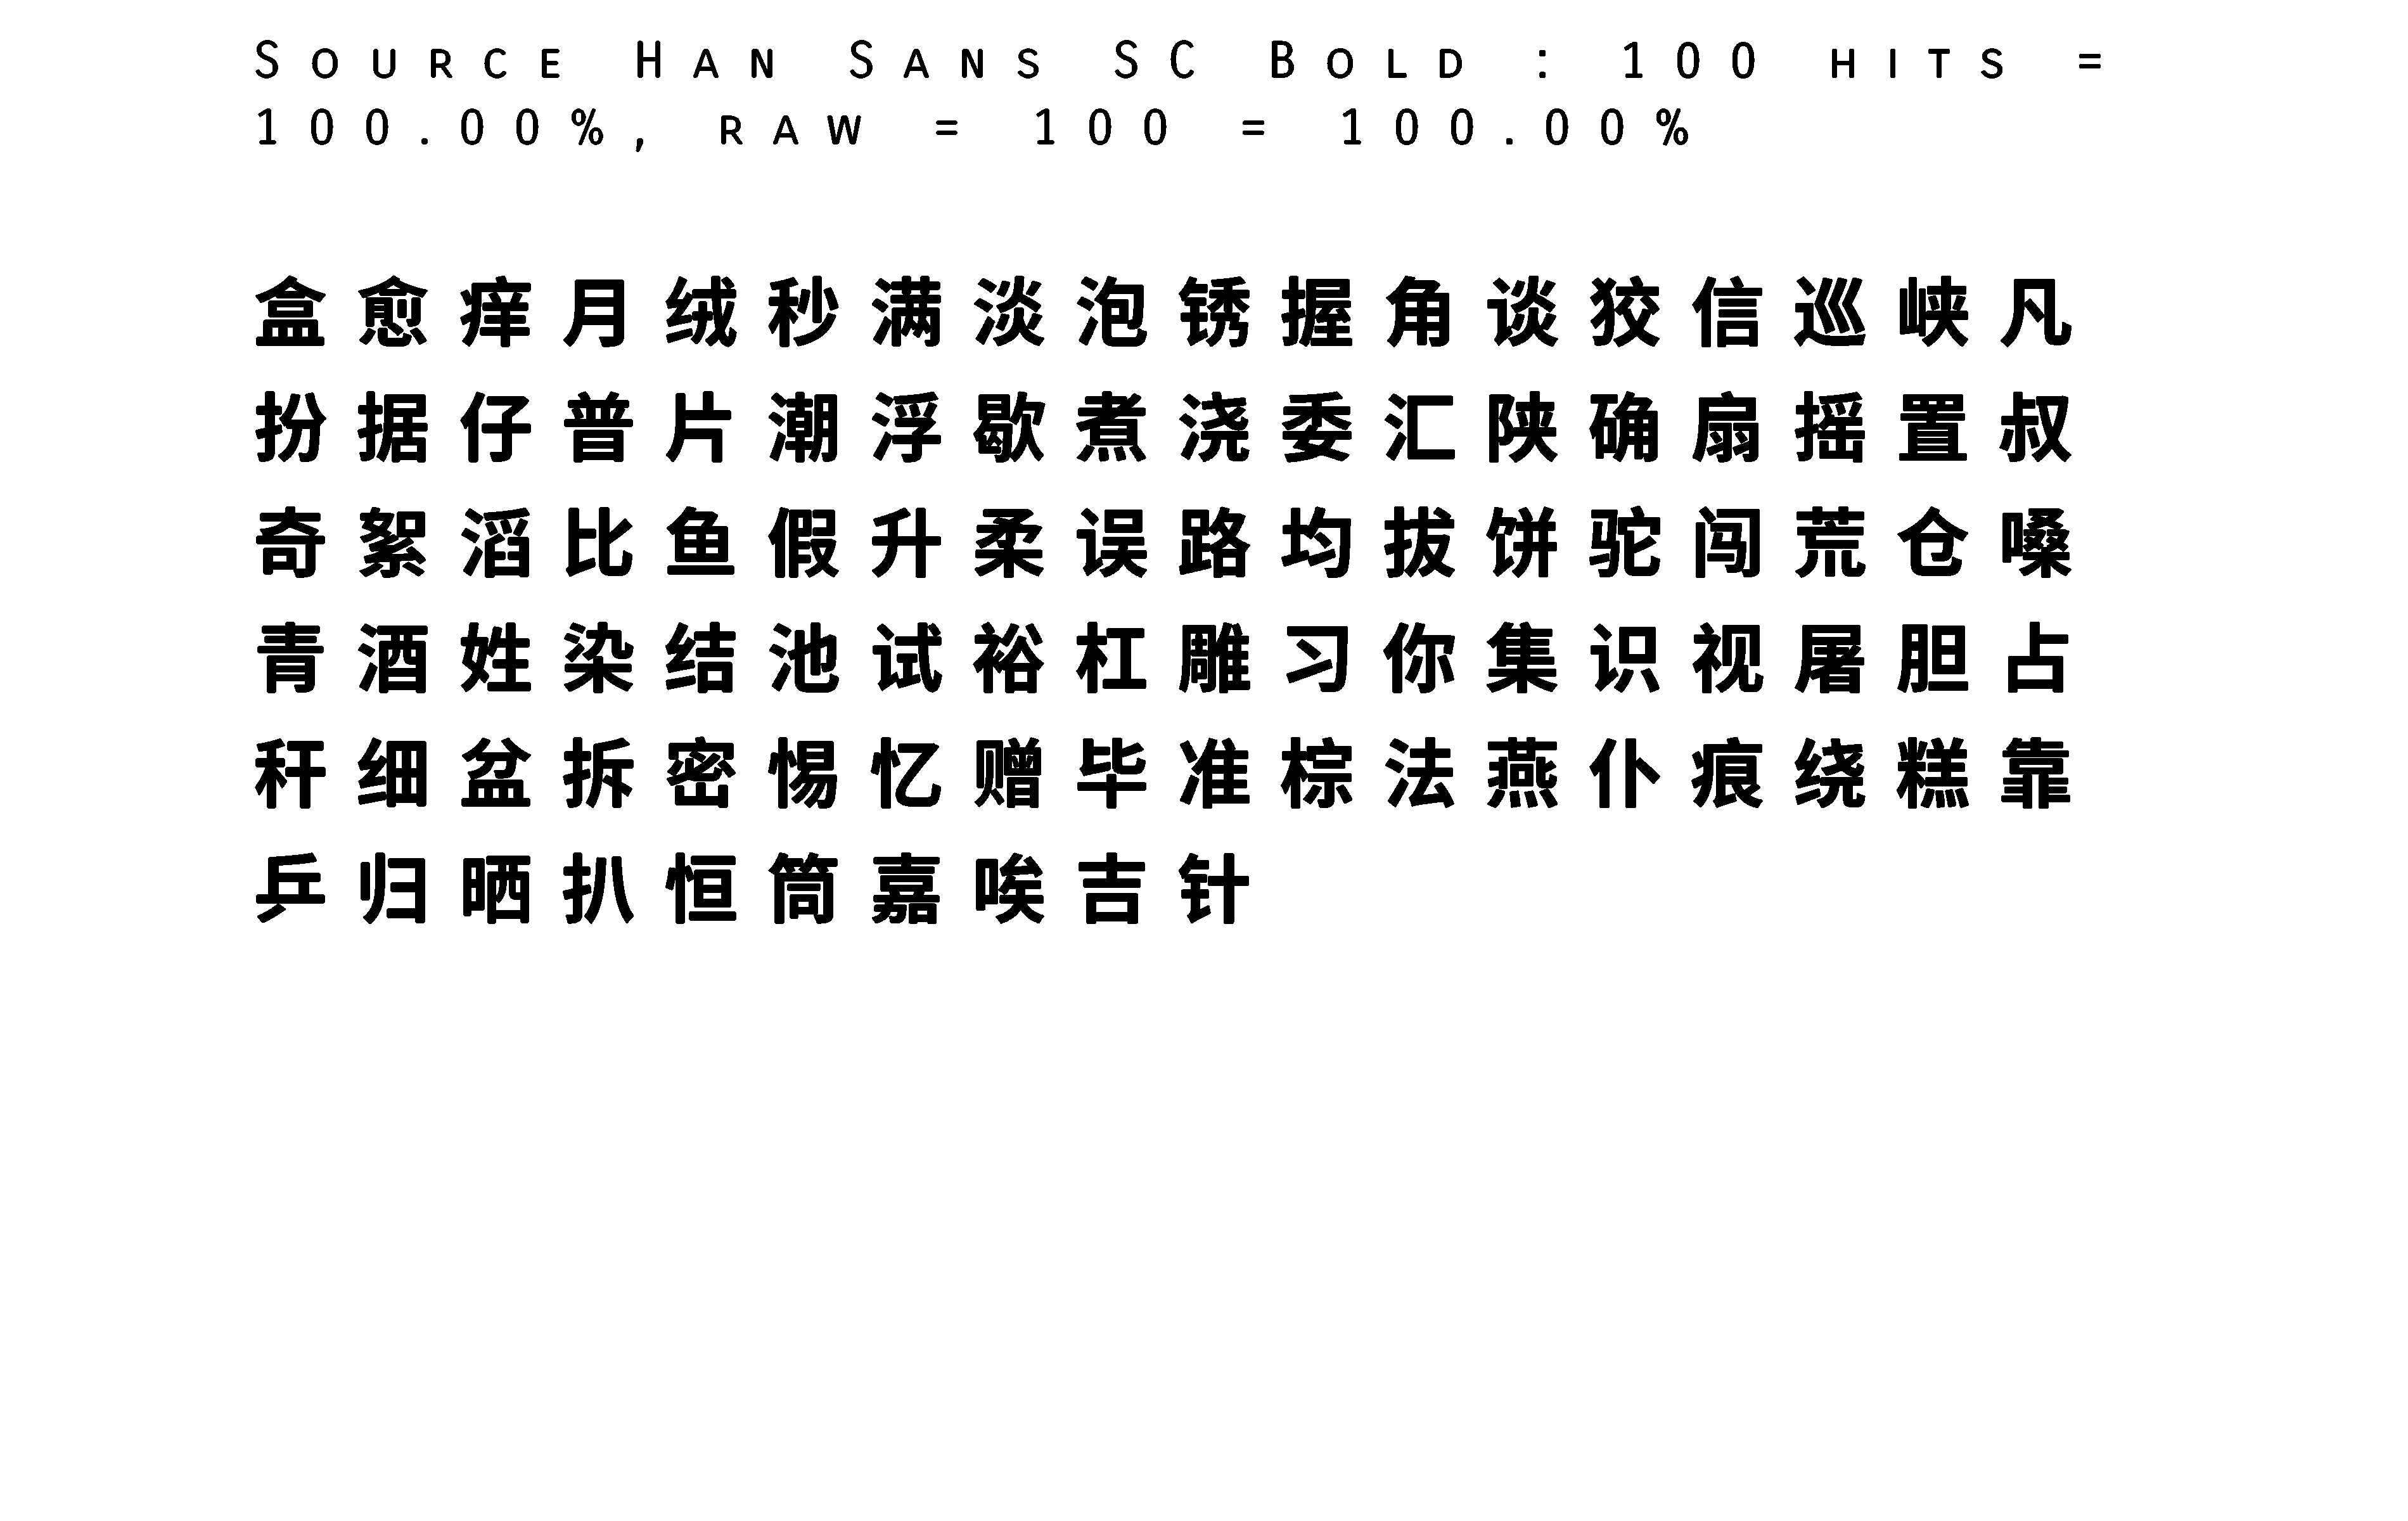 Source Han Sans SC Bold : 100 hits =
100.00%, raw = 100 = 100.00%
盒愈痒月绒秒满淡泡锈握角谈狡信巡峡凡
扮据仔普片潮浮歇煮浇委汇陕确扇摇置叔
奇絮滔比鱼假升柔误路均拔饼驼闯荒仓嗓
青酒姓染结池试裕杠雕习你集识视屠胆占
秆细盆拆密惕忆赠毕准棕法燕仆痕绕糕靠
乒归晒扒恒筒嘉唉吉针